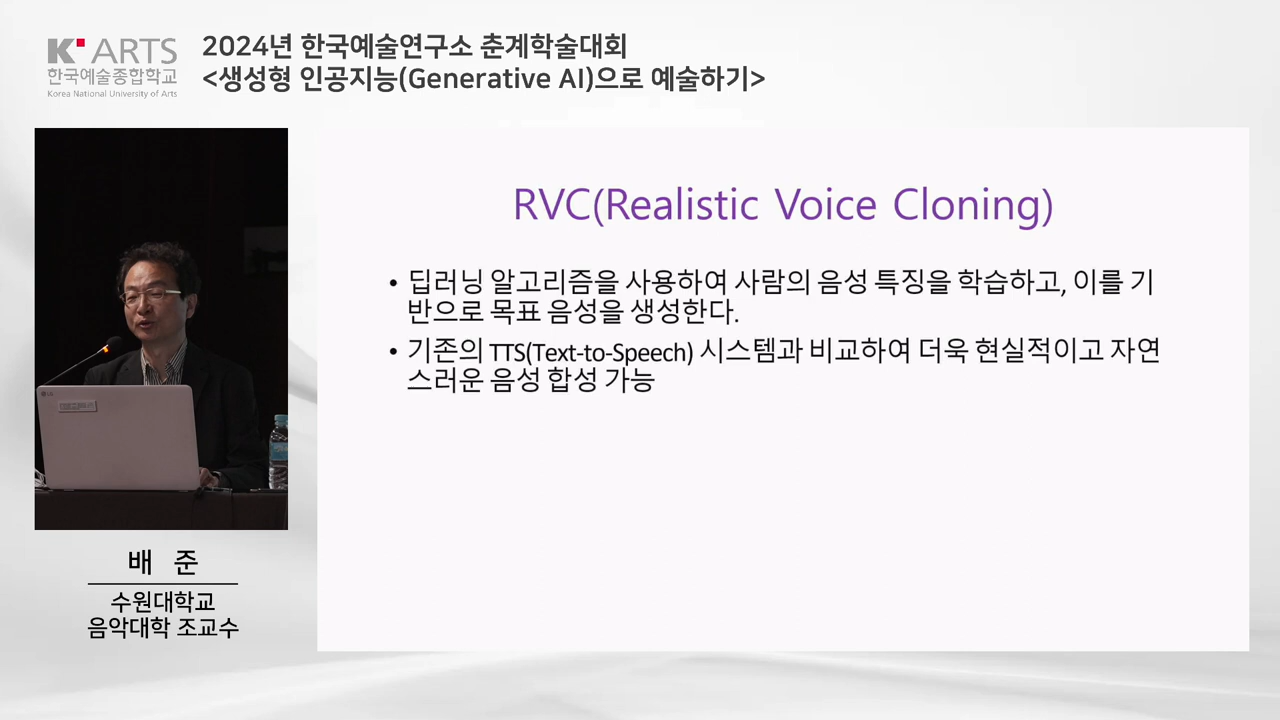 K ARTS
한국예술종합학교
Korea National University of Arts
2024년 한국예술연구소 춘계학술대회
<생성형 인공지능(Generative AI)으로 예술하기>
RVC(Realistic Voice Cloning)
• 딥러닝 알고리즘을 사용하여 사람의 음성 특징을 학습하고, 이를 기
반으로 목표 음성을 생성한다.
• 기존의 TTS(Text-to-Speech) 시스템과 비교하여 더욱 현실적이고 자연
스러운 음성 합성 가능
LG
배 준
수원대학교
음악대학 조교수